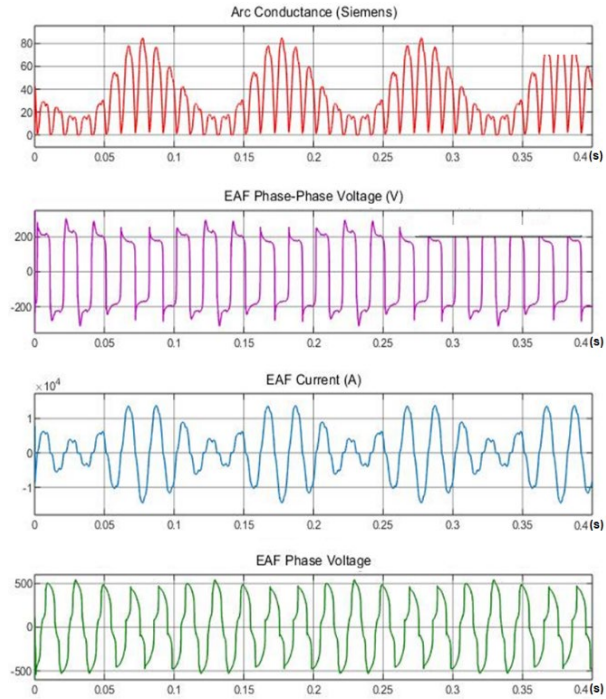 Arc Conductance (Siemens)
80
60
40
20
0
0 0.05 0.1 0.15 0.2 0.25 0.3 0.35 0.4 (s)
EAF Phase-Phase Voltage (V)
200
0
-200
0 0.05 0.1 0.15 0.2 0.25 0.3 0.35 0.4 (s)
EAF Current (A)
× 10⁴
1
0
-1
0 0.05 0.1 0.15 0.2 0.25 0.3 0.35 0.4 (s)
EAF Phase Voltage
500
0
-500
0 0.05 0.1 0.15 0.2 0.25 0.3 0.35 0.4 (s)